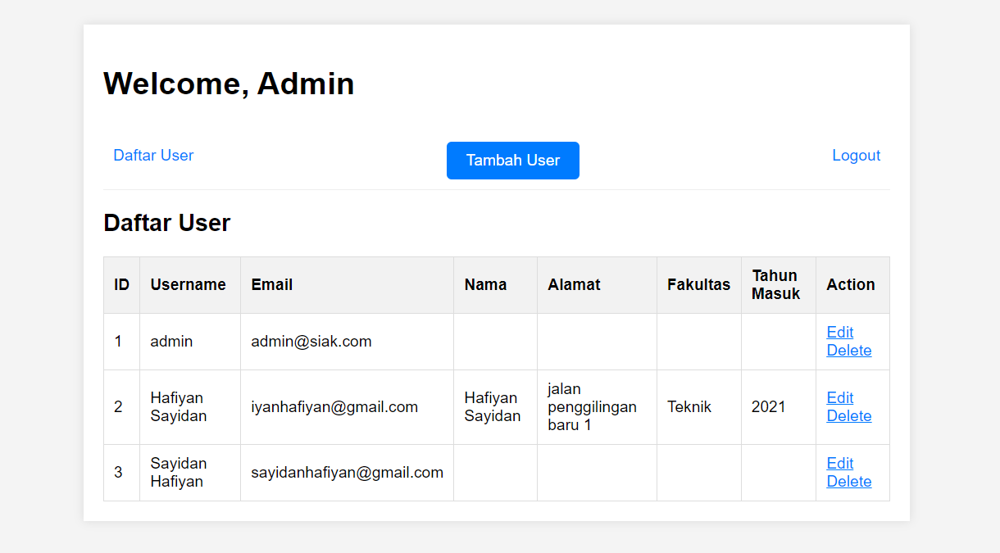 Welcome, Admin
Daftar User
Tambah User
Logout
Daftar User
ID Username Email Nama Alamat Fakultas Tahun Masuk Action
1 admin admin@siak.com Edit Delete
2 Hafiyan Sayidan iyanhafiyan@gmail.com Hafiyan Sayidan jalan penggilingan baru 1 Teknik 2021 Edit Delete
3 Sayidan Hafiyan sayidanhafiyan@gmail.com Edit Delete